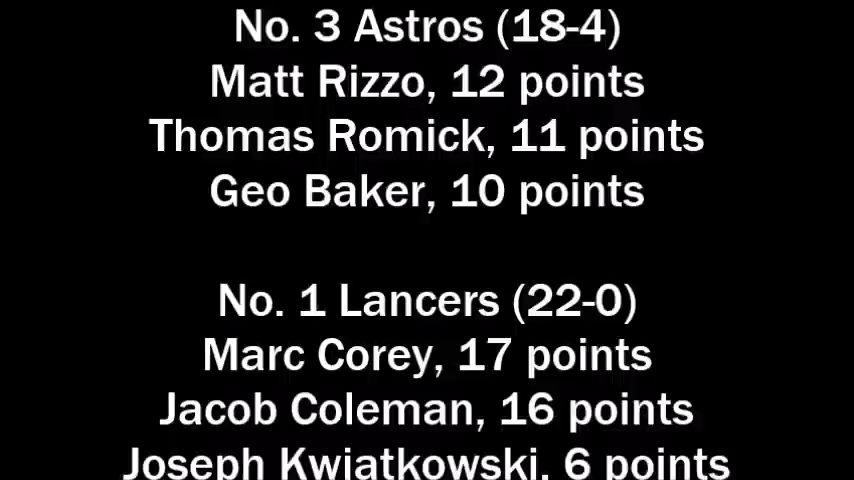 No. 3 Astros (18-4)
Matt Rizzo, 12 points
Thomas Romick, 11 points
Geo Baker, 10 points
No. 1 Lancers (22-0)
Marc Corey, 17 points
Jacob Coleman, 16 points
Joseph Kwiatkowski, 6 points